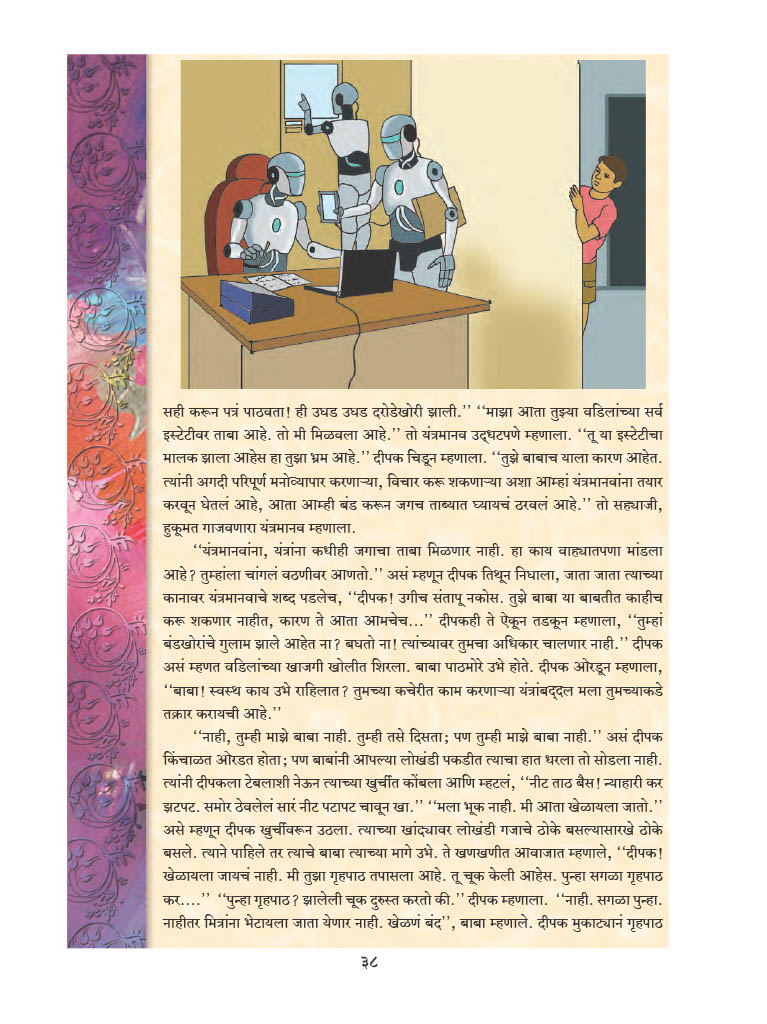 सही करून पत्रं पाठवता! ही उघड उघड दरोडेखोरी झाली.’’ ‘‘माझा आता तुझ्या वडिलांच्या सर्व
इस्टेटीवर ताबा आहे. तो मी मिळवला आहे.’’ तो यंत्रमानव उद्धटपणे म्हणाला. ‘‘तू या इस्टेटीचा
मालक झाला आहेस हा तुझा भ्रम आहे.’’ दीपक चिडून म्हणाला. ‘‘तुझे बाबाच याला कारण आहेत.
त्यांनी अगदी परिपूर्ण मनोव्यापार करणाऱ्या, विचार करू शकणाऱ्या अशा आम्हां यंत्रमानवांना तयार
करवून घेतलं आहे, आता आम्ही बंड करून जगच ताब्यात घ्यायचं ठरवलं आहे.’’ तो सह्याजी,
हुकूमत गाजवणारा यंत्रमानव म्हणाला.
‘‘यंत्रमानवांना, यंत्रांना कधीही जगाचा ताबा मिळणार नाही. हा काय वाह्यातपणा मांडला
आहे? तुम्हांला चांगलं वठणीवर आणतो.’’ असं म्हणून दीपक तिथून निघाला, जाता जाता त्याच्या
कानावर यंत्रमानवाचे शब्द पडलेच, ‘‘दीपक! उगीच संतापू नकोस. तुझे बाबा या बाबतीत काहीच
करू शकणार नाहीत, कारण ते आता आमचेच...’’ दीपकही ते ऐकून तडकून म्हणाला, ‘‘तुम्हां
बंडखोरांचे गुलाम झाले आहेत ना? बघतो ना! त्यांच्यावर तुमचा अधिकार चालणार नाही.’’ दीपक
असं म्हणत वडिलांच्या खाजगी खोलीत शिरला. बाबा पाठमोरे उभे होते. दीपक ओरडून म्हणाला,
‘‘बाबा! स्वस्थ काय उभे राहिलात? तुमच्या कचेरीत काम करणाऱ्या यंत्रांबद्दल मला तुमच्याकडे
तक्रार करायची आहे.’’
‘‘नाही, तुम्ही माझे बाबा नाही. तुम्ही तसे दिसता; पण तुम्ही माझे बाबा नाही.’’ असं दीपक
किंचाळत ओरडत होता; पण बाबांनी आपल्या लोखंडी पकडीत त्याचा हात धरला तो सोडला नाही.
त्यांनी दीपकला टेबलाशी नेऊन त्याच्या खुर्चीत कोंबला आणि म्हटलं, ‘‘नीट ताठ बैस! न्याहारी कर
झटपट. समोर ठेवलेलं सारं नीट पटापट चावून खा.’’ ‘‘मला भूक नाही. मी आता खेळायला जातो.’’
असे म्हणून दीपक खुर्चीवरून उठला. त्याच्या खांद्यावर लोखंडी गजाचे ठोके बसल्यासारखे ठोके
बसले. त्याने पाहिले तर त्याचे बाबा त्याच्या मागे उभे. ते खणखणीत आवाजात म्हणाले, ‘‘दीपक!
खेळायला जायचं नाही. मी तुझा गृहपाठ तपासला आहे. तू चूक केली आहेस. पुन्हा सगळा गृहपाठ
कर....’’ ‘‘पुन्हा गृहपाठ? झालेली चूक दुरुस्त करतो की.’’ दीपक म्हणाला. ‘‘नाही. सगळा पुन्हा.
नाहीतर मित्रांना भेटायला जाता येणार नाही. खेळणं बंद’’, बाबा म्हणाले. दीपक मुकाट्यानं गृहपाठ
३८